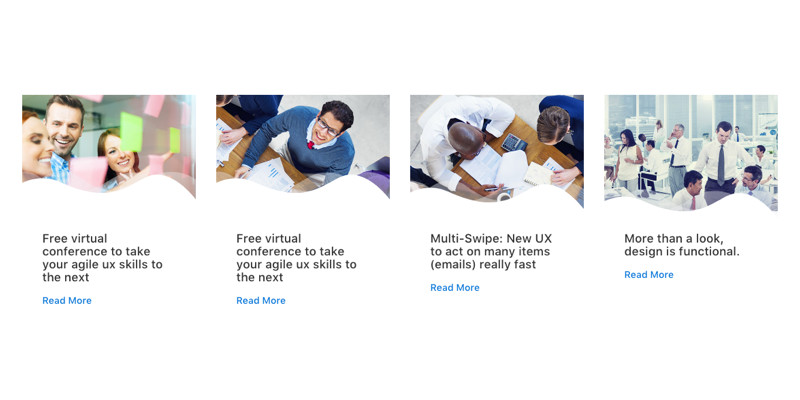 Free virtual
conference to take
your agile ux skills to
the next
Read More
Free virtual
conference to take
your agile ux skills to
the next
Read More
Multi-Swipe: New UX
to act on many items
(emails) really fast
Read More
More than a look,
design is functional.
Read More